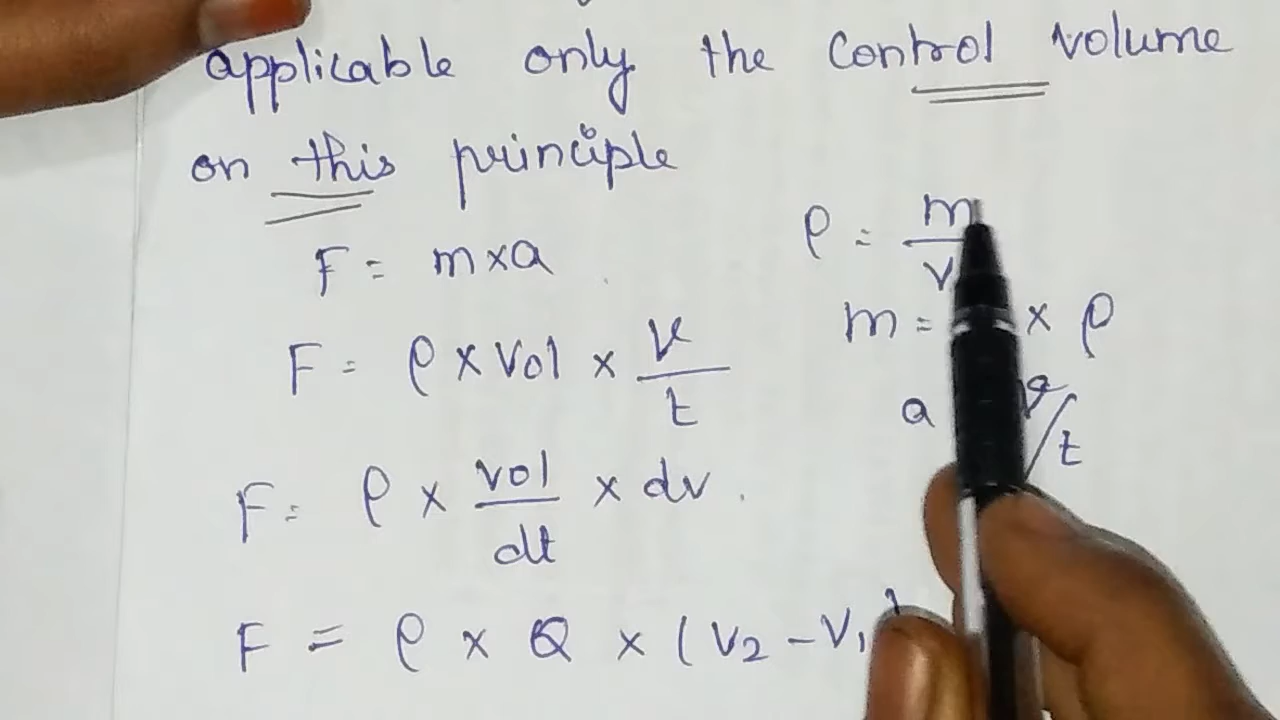 applicable only the control volume
on this principle
F = m×a
ρ = m/v
m = × ρ
F = ρ × Vol × V/t
a /t
F = ρ × vol/dt × dv.
F = ρ × Q × (V₂ - V₁)